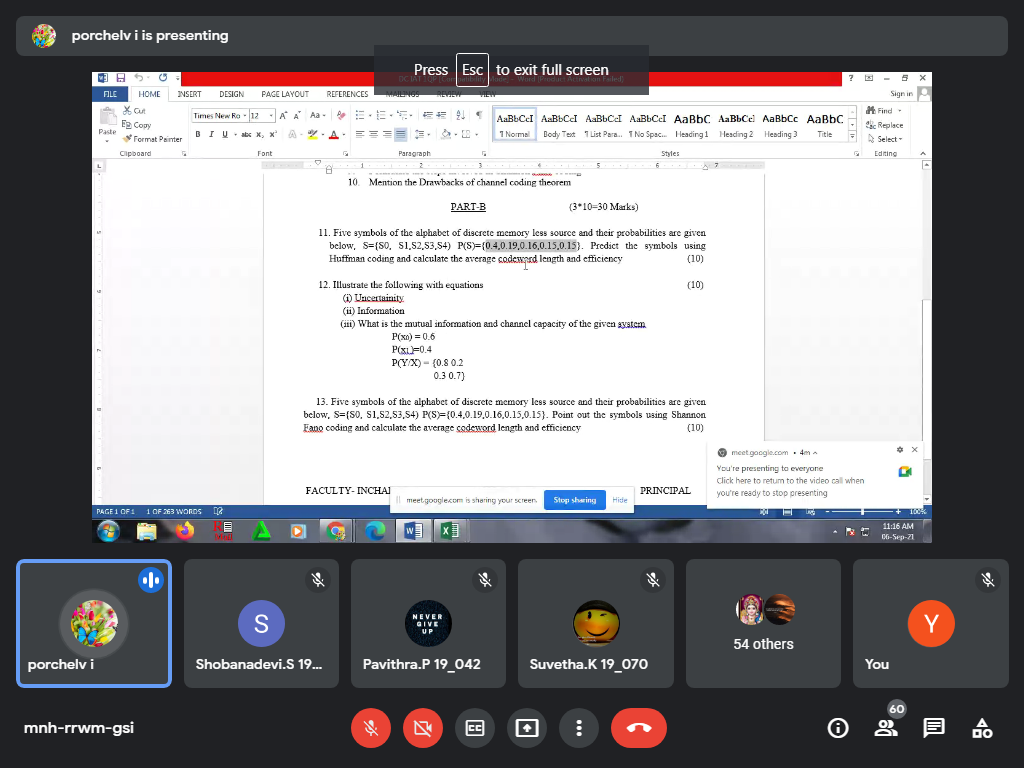 porchelv i is presenting
Press Esc to exit full screen
FILE HOME INSERT DESIGN PAGE LAYOUT REFERENCES MAILINGS REVIEW VIEW
Sign in
Paste
Cut
Copy
Format Painter
Clipboard
Times New Ro 12
Font
Paragraph
AaBbCcI AaBbCcI AaBbCcI AaBbCcI AaBbC AaBbCcl AaBbCc AaBbC
¶ Normal Body Text ¶ List Para... ¶ No Spac... Heading 1 Heading 2 Heading 3 Title
Styles
Find
Replace
Select
Editing
10. Mention the Drawbacks of channel coding theorem
PART-B (3*10=30 Marks)
11. Five symbols of the alphabet of discrete memory less source and their probabilities are given
below, S={S0, S1,S2,S3,S4) P(S)={0.4,0.19,0.16,0.15,0.15}. Predict the symbols using
Huffman coding and calculate the average codeword length and efficiency (10)
12. Illustrate the following with equations (10)
(i) Uncertainity
(ii) Information
(iii) What is the mutual information and channel capacity of the given system
P(x0) = 0.6
P(x1)=0.4
P(Y/X) = {0.8 0.2
0.3 0.7}
13. Five symbols of the alphabet of discrete memory less source and their probabilities are given
below, S={S0, S1,S2,S3,S4) P(S)={0.4,0.19,0.16,0.15,0.15}. Point out the symbols using Shannon
Fano coding and calculate the average codeword length and efficiency (10)
FACULTY- INCHA
PRINCIPAL
meet.google.com is sharing your screen. Stop sharing Hide
meet.google.com • 4m
You're presenting to everyone
Click here to return to the video call when
you're ready to stop presenting
PAGE 1 OF 1 1 OF 263 WORDS
100%
11:16 AM
06-Sep-21
S
NEVER
GIVE
UP
Y
porchelv i
Shobanadevi.S 19...
Pavithra.P 19_042
Suvetha.K 19_070
54 others
You
mnh-rrwm-gsi
60